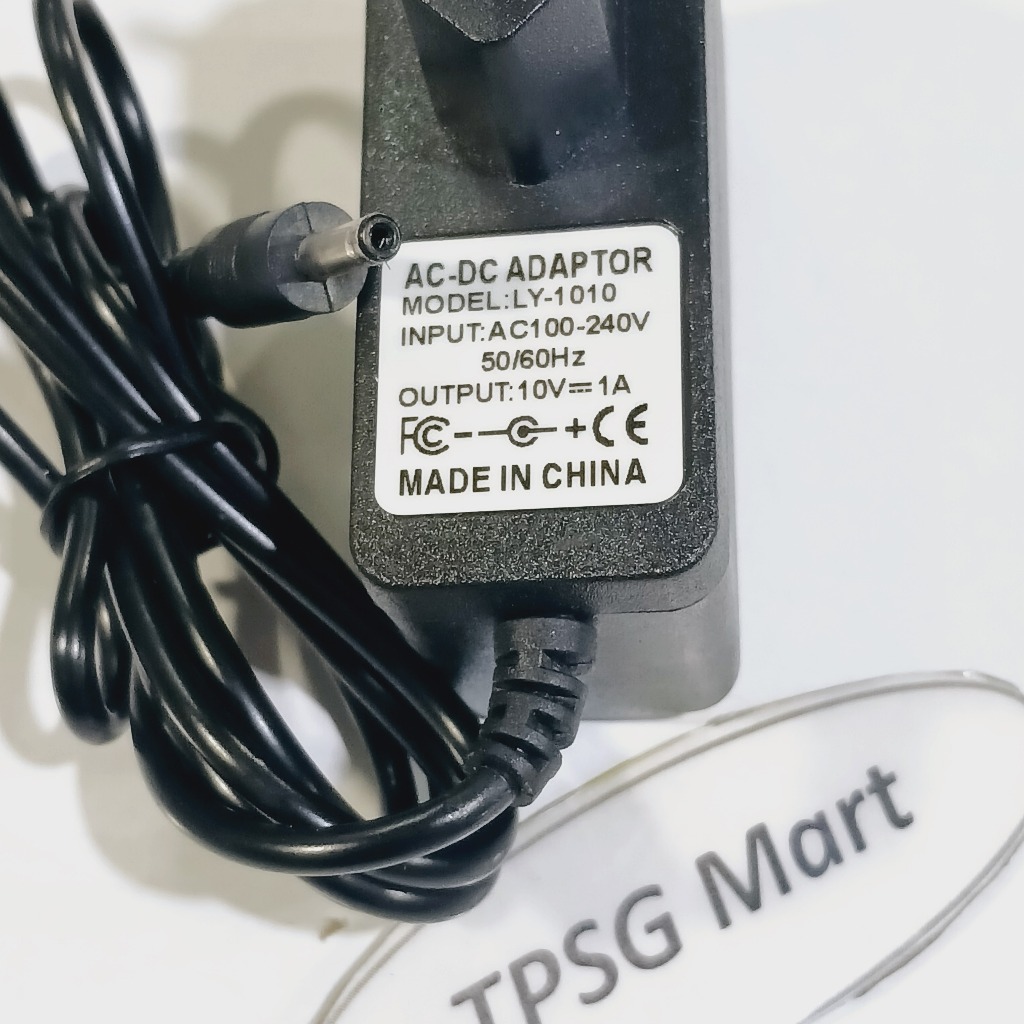 AC-DC ADAPTOR
MODEL:LY-1010
INPUT:AC100-240V
50/60Hz
OUTPUT:10V⎓1A
FC - + CE
MADE IN CHINA
TPSG Mart